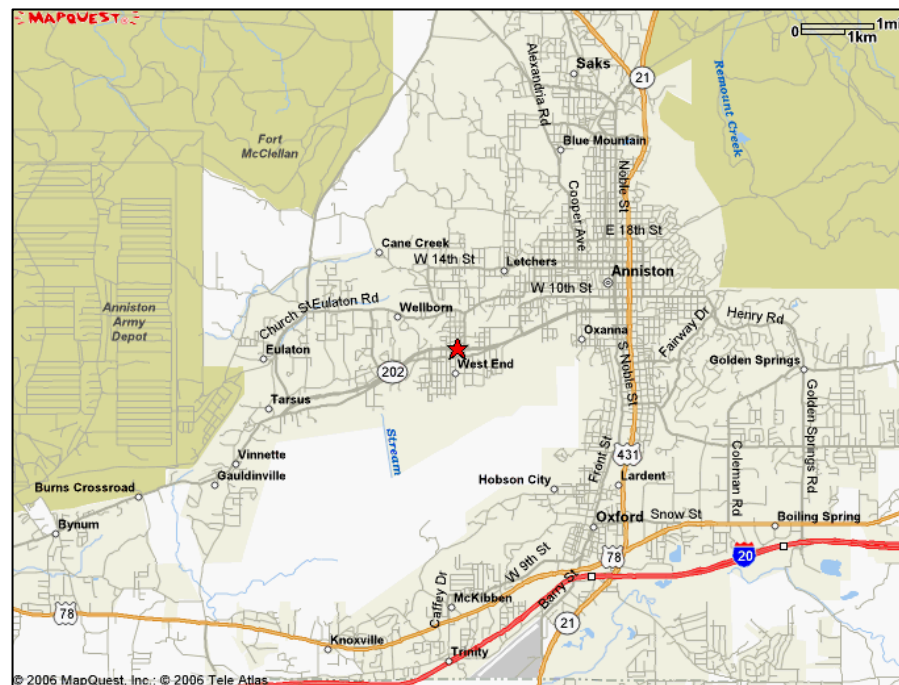 MAPQUEST
0 1mi
1km
Saks
21
Alexandria Rd
Remount Creek
Fort
McClellan
Blue Mountain
Noble St
Cooper Ave
E 18th St
Cane Creek
W 14th St
Letchers
Anniston
W 10th St
Church St
Eulaton Rd
Wellborn
Anniston
Army
Depot
Fairway Dr
Henry Rd
Oxanna
Eulaton
S Noble St
Golden Springs
202
West End
Tarsus
Golden Springs Rd
Stream
Front St
431
Coleman Rd
Vinnette
Gauldinville
Hobson City
Lardent
Burns Crossroad
Bynum
Oxford
Snow St
Boiling Spring
W 9th St
78
20
Caffey Dr
McKibben
Barry St
78
21
Knoxville
Trinity
© 2006 MapQuest, Inc.; © 2006 Tele Atlas